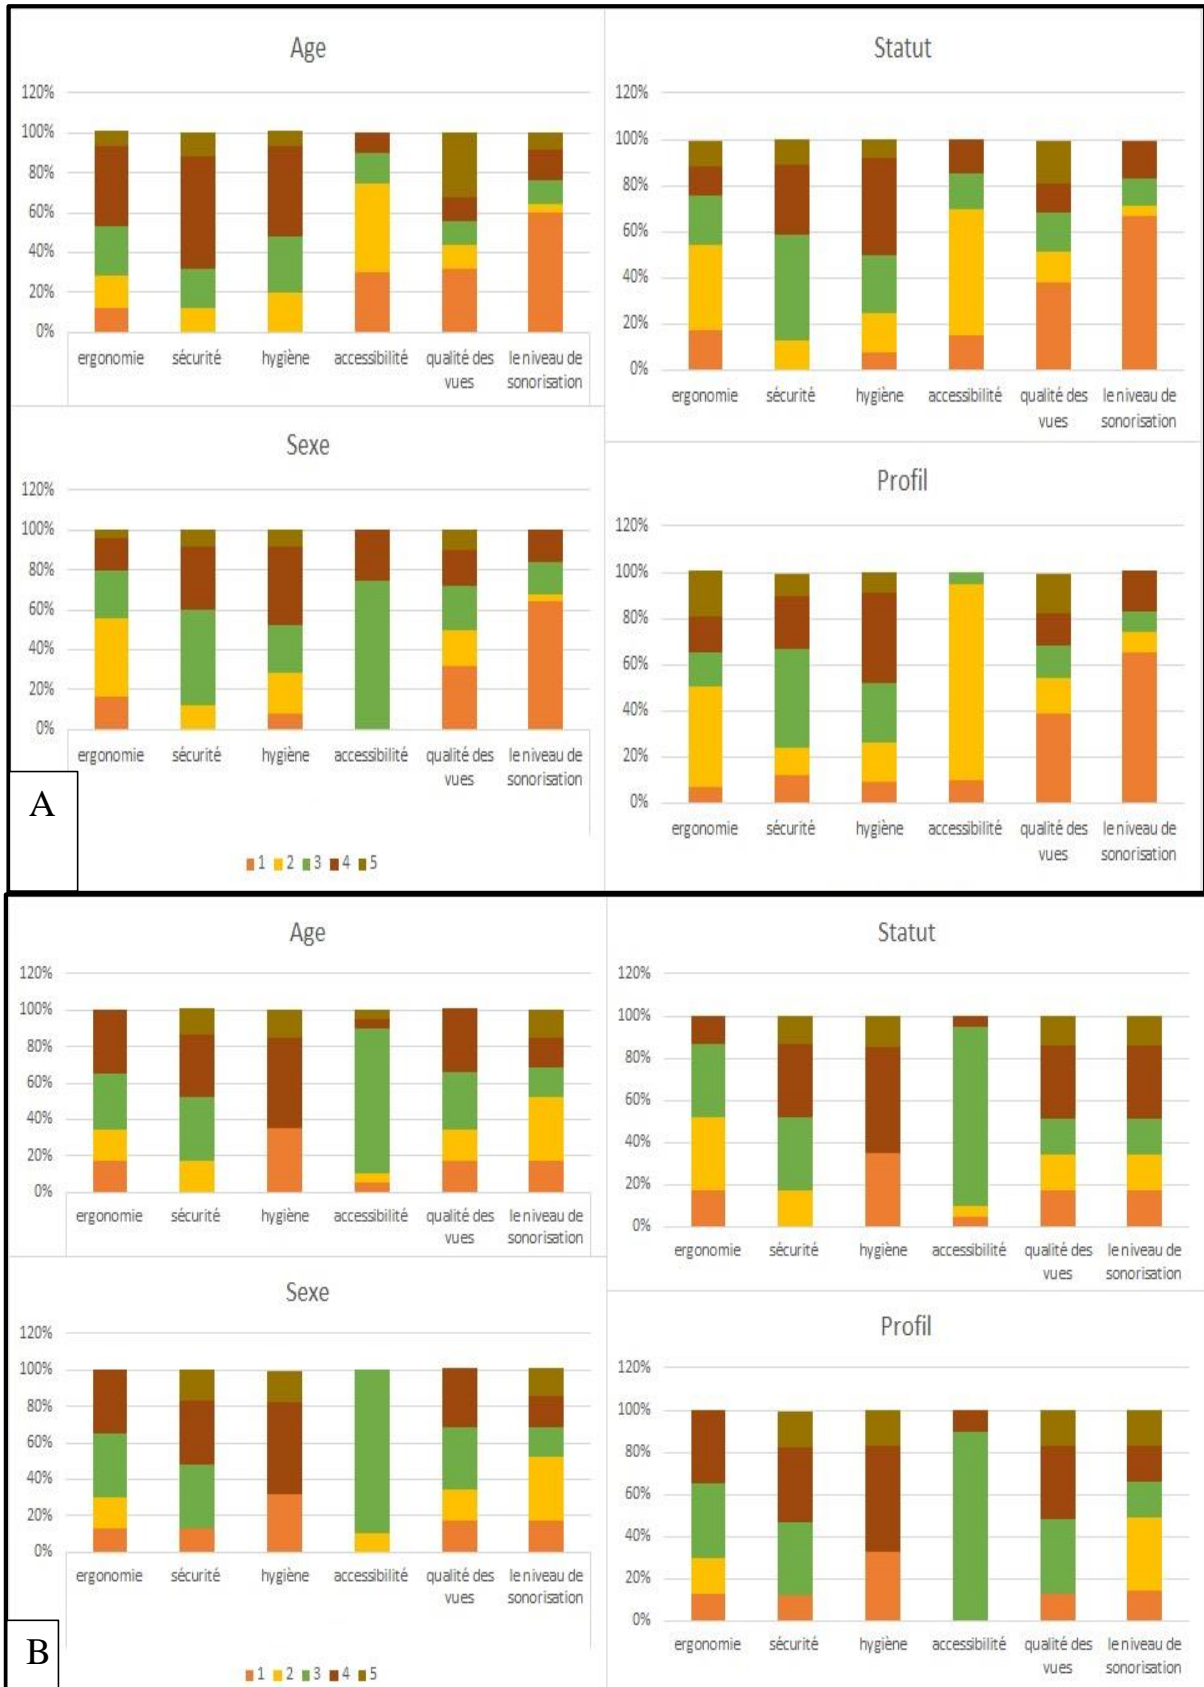 Age
120%
100%
80%
60%
40%
20%
0%
ergonomie sécurité hygiène accessibilité qualité des le niveau de
vues sonorisation
Statut
120%
100%
80%
60%
40%
20%
0%
ergonomie sécurité hygiène accessibilité qualité des le niveau de
vues sonorisation
Sexe
120%
100%
80%
60%
40%
20%
0%
ergonomie sécurité hygiène accessibilité qualité des le niveau de
vues sonorisation
Profil
120%
100%
80%
60%
40%
20%
0%
ergonomie sécurité hygiène accessibilité qualité des le niveau de
vues sonorisation
A
1 2 3 4 5
Age
120%
100%
80%
60%
40%
20%
0%
ergonomie sécurité hygiène accessibilité qualité des le niveau de
vues sonorisation
Statut
120%
100%
80%
60%
40%
20%
0%
ergonomie sécurité hygiène accessibilité qualité des le niveau de
vues sonorisation
Sexe
120%
100%
80%
60%
40%
20%
0%
ergonomie sécurité hygiène accessibilité qualité des le niveau de
vues sonorisation
Profil
120%
100%
80%
60%
40%
20%
0%
ergonomie sécurité hygiène accessibilité qualité des le niveau de
vues sonorisation
B
1 2 3 4 5